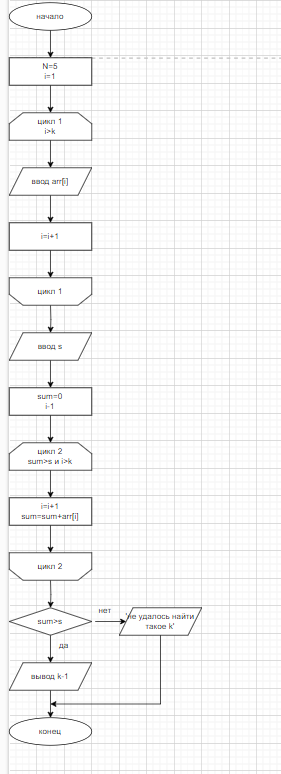 начало
N=5
i=1
цикл 1
i>k
ввод arr[i]
i=i+1
цикл 1
ввод s
sum=0
i-1
цикл 2
sum>s и i>k
i=i+1
sum=sum+arr[i]
цикл 2
sum>s
нет
'не удалось найти
такое k'
да
вывод k-1
конец